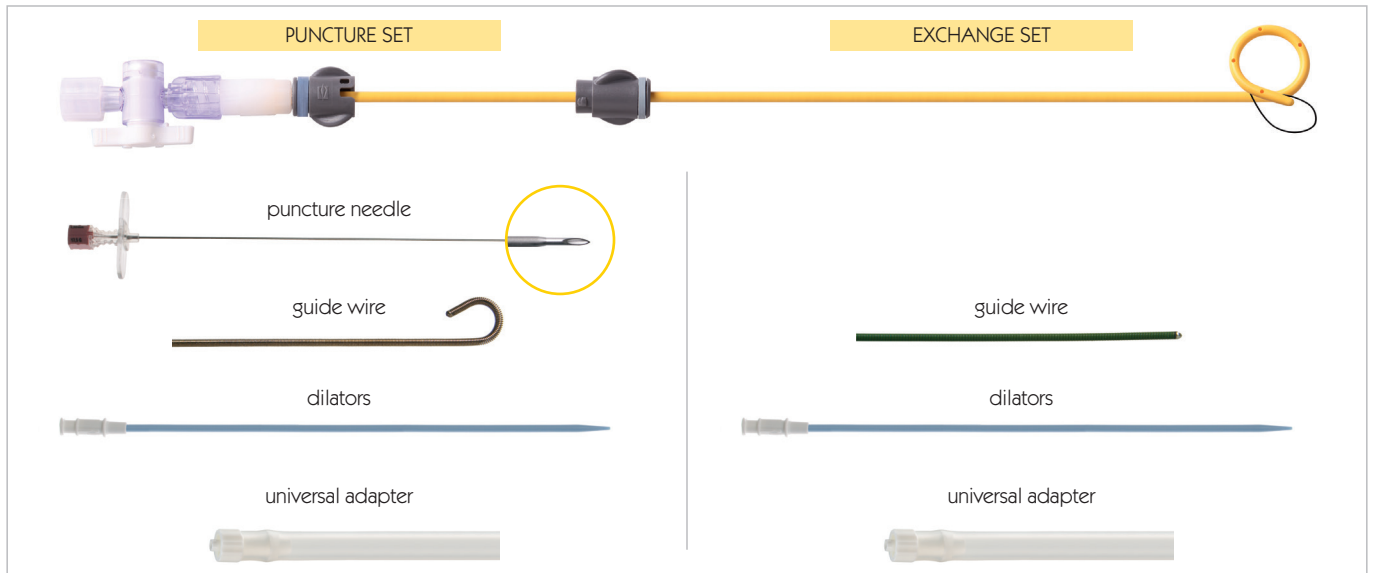 PUNCTURE SET
EXCHANGE SET
puncture needle
guide wire
guide wire
dilators
dilators
universal adapter
universal adapter